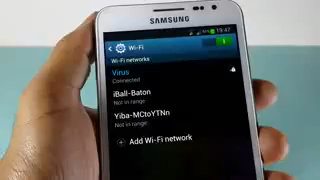 SAMSUNG
19:47
Wi-Fi
Wi-Fi networks
Virus
Connected
iBall-Baton
Not in range
Yiba-MCtoYTNn
Not in range
Add Wi-Fi network